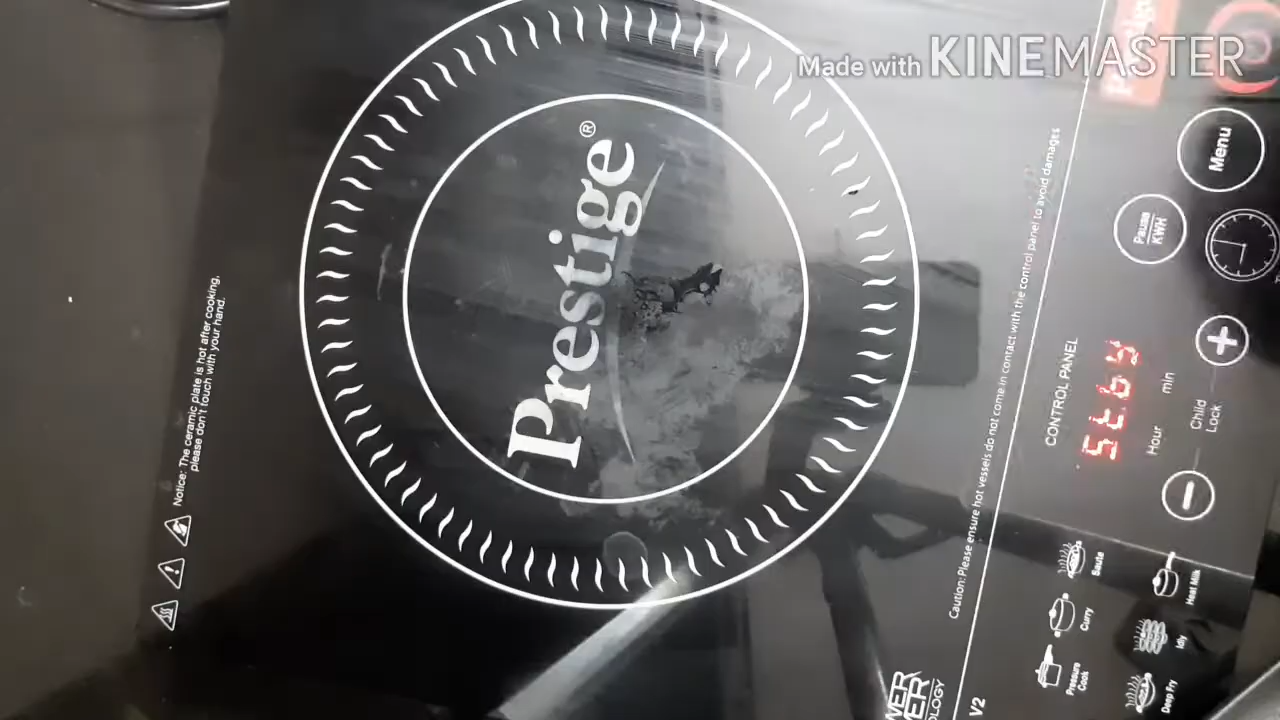 Made with KINEMASTER
Prestige®
Notice: The ceramic plate is hot after cooking,
please don't touch with your hand.
Caution: Please ensure hot vessels do not come in contact with the control panel to avoid damages
CONTROL PANEL
Stby
Hour min
Child
Lock
+
−
Menu
Pause
KWH
Saute
Curry
Pressure
Cook
Heat Milk
Idly
Deep Fry
V2